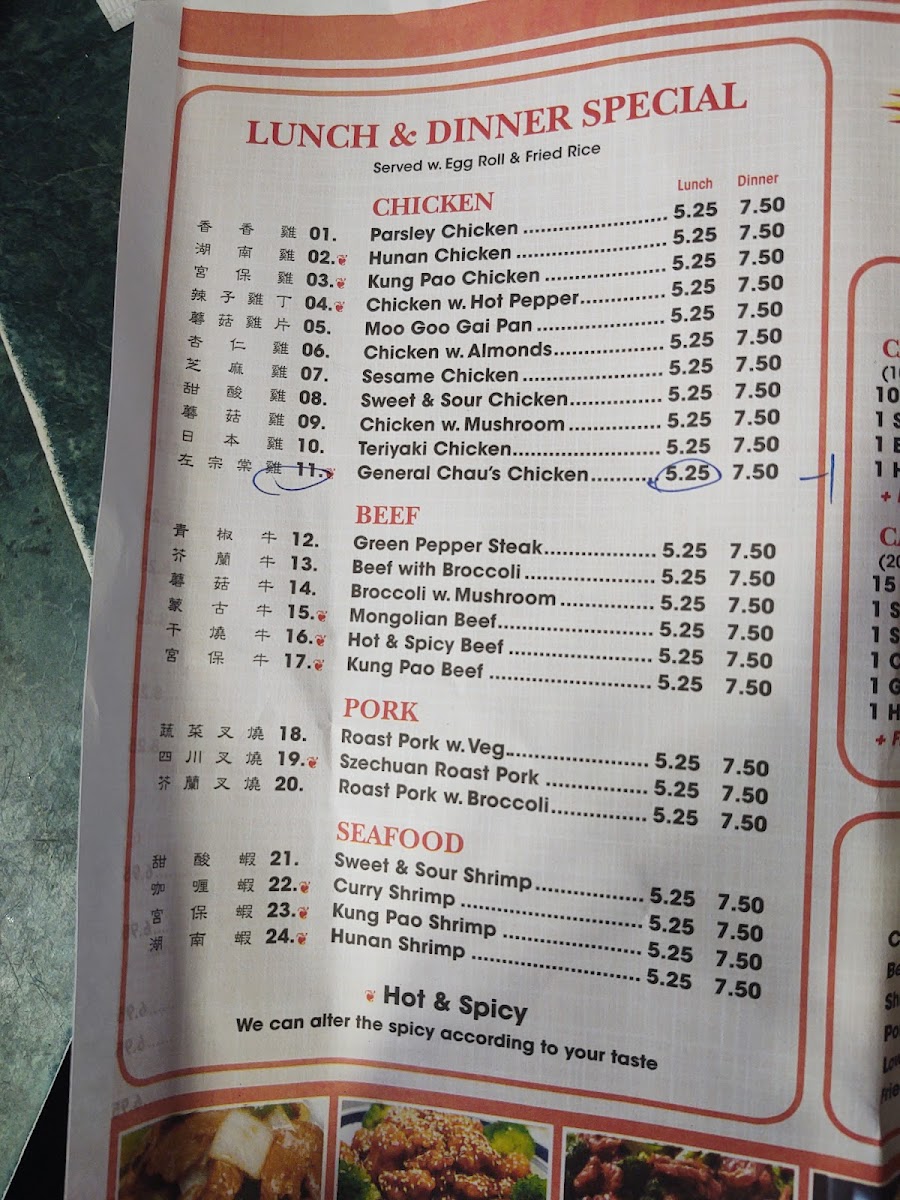 LUNCH & DINNER SPECIAL
Served w. Egg Roll & Fried Rice
Lunch Dinner
CHICKEN
香香雞 01. Parsley Chicken 5.25 7.50
湖南雞 02. Hunan Chicken 5.25 7.50
宮保雞 03. Kung Pao Chicken 5.25 7.50
辣子雞丁 04. Chicken w. Hot Pepper 5.25 7.50
蘑菇雞片 05. Moo Goo Gai Pan 5.25 7.50
杏仁雞 06. Chicken w. Almonds 5.25 7.50
芝麻雞 07. Sesame Chicken 5.25 7.50
甜酸雞 08. Sweet & Sour Chicken 5.25 7.50
蘑菇雞 09. Chicken w. Mushroom 5.25 7.50
日本雞 10. Teriyaki Chicken 5.25 7.50
左宗棠雞 11. General Chau's Chicken 5.25 7.50
BEEF
青椒牛 12. Green Pepper Steak 5.25 7.50
芥蘭牛 13. Beef with Broccoli 5.25 7.50
蘑菇牛 14. Broccoli w. Mushroom 5.25 7.50
蒙古牛 15. Mongolian Beef 5.25 7.50
干燒牛 16. Hot & Spicy Beef 5.25 7.50
宮保牛 17. Kung Pao Beef 5.25 7.50
PORK
蔬菜叉燒 18. Roast Pork w. Veg. 5.25 7.50
四川叉燒 19. Szechuan Roast Pork 5.25 7.50
芥蘭叉燒 20. Roast Pork w. Broccoli 5.25 7.50
SEAFOOD
甜酸蝦 21. Sweet & Sour Shrimp 5.25 7.50
咖喱蝦 22. Curry Shrimp 5.25 7.50
宮保蝦 23. Kung Pao Shrimp 5.25 7.50
湖南蝦 24. Hunan Shrimp 5.25 7.50
Hot & Spicy
We can alter the spicy according to your taste